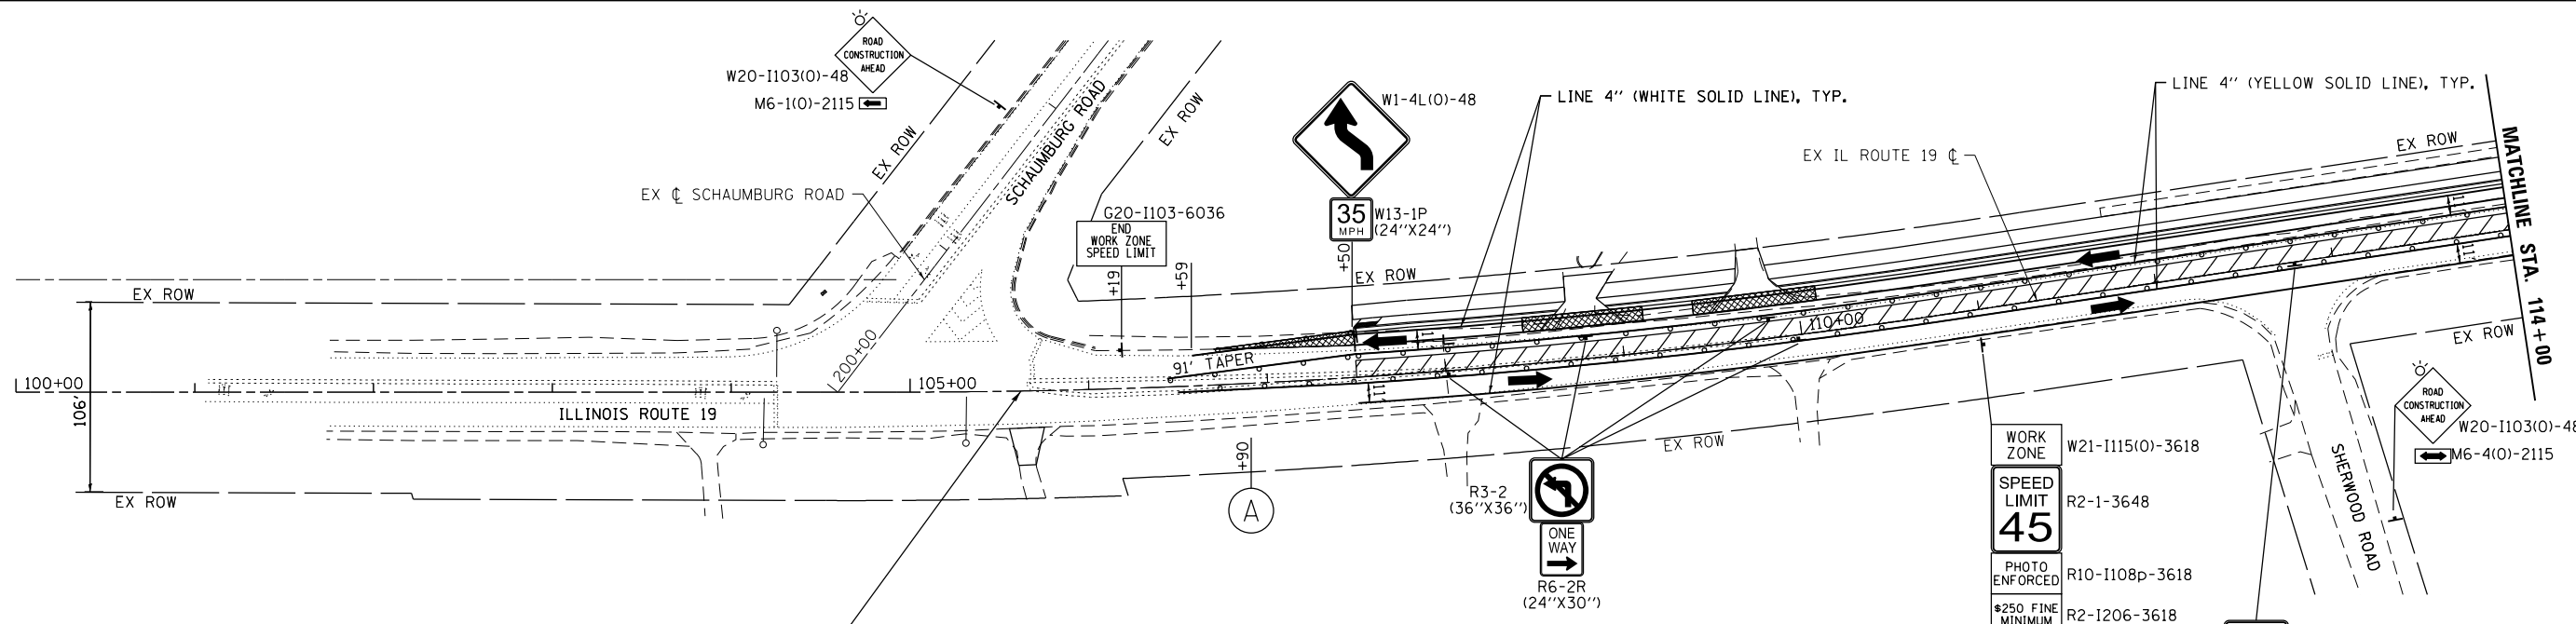 ROAD
CONSTRUCTION
AHEAD
W20-I103(O)-48
M6-1(O)-2115
EX ROW
SCHAUMBURG ROAD
EX ROW
EX ℄ SCHAUMBURG ROAD
G20-I103-6036
END
WORK ZONE
SPEED LIMIT
+19
+59
W1-4L(O)-48
35
MPH
W13-1P
(24''X24'')
+50
LINE 4'' (WHITE SOLID LINE), TYP.
LINE 4'' (YELLOW SOLID LINE), TYP.
EX IL ROUTE 19 ℄
EX ROW
MATCHLINE STA. 114+00
EX ROW
EX ROW
100+00
106'
200+00
105+00
91' TAPER
11'
110+00
11'
11'
11'
ILLINOIS ROUTE 19
EX ROW
+90
A
R3-2
(36''X36'')
ONE
WAY
R6-2R
(24''X30'')
EX ROW
WORK
ZONE
W21-I115(O)-3618
SPEED
LIMIT
45
R2-1-3648
PHOTO
ENFORCED
R10-I108p-3618
$250 FINE
MINIMUM
R2-I206-3618
SHERWOOD ROAD
EX ROW
ROAD
CONSTRUCTION
AHEAD
W20-I103(O)-48
M6-4(O)-2115